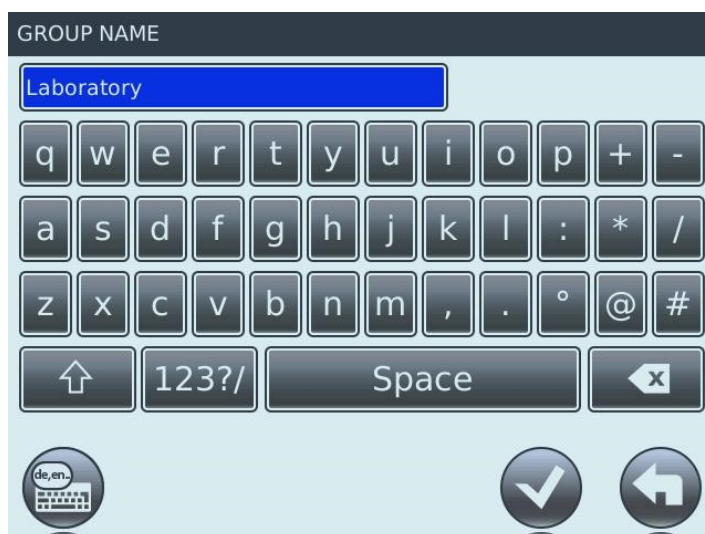 GROUP NAME
Laboratory
q w e r t y u i o p + -
a s d f g h j k l : * /
z x c v b n m , . ° @ #
123?/ Space x
de,en..